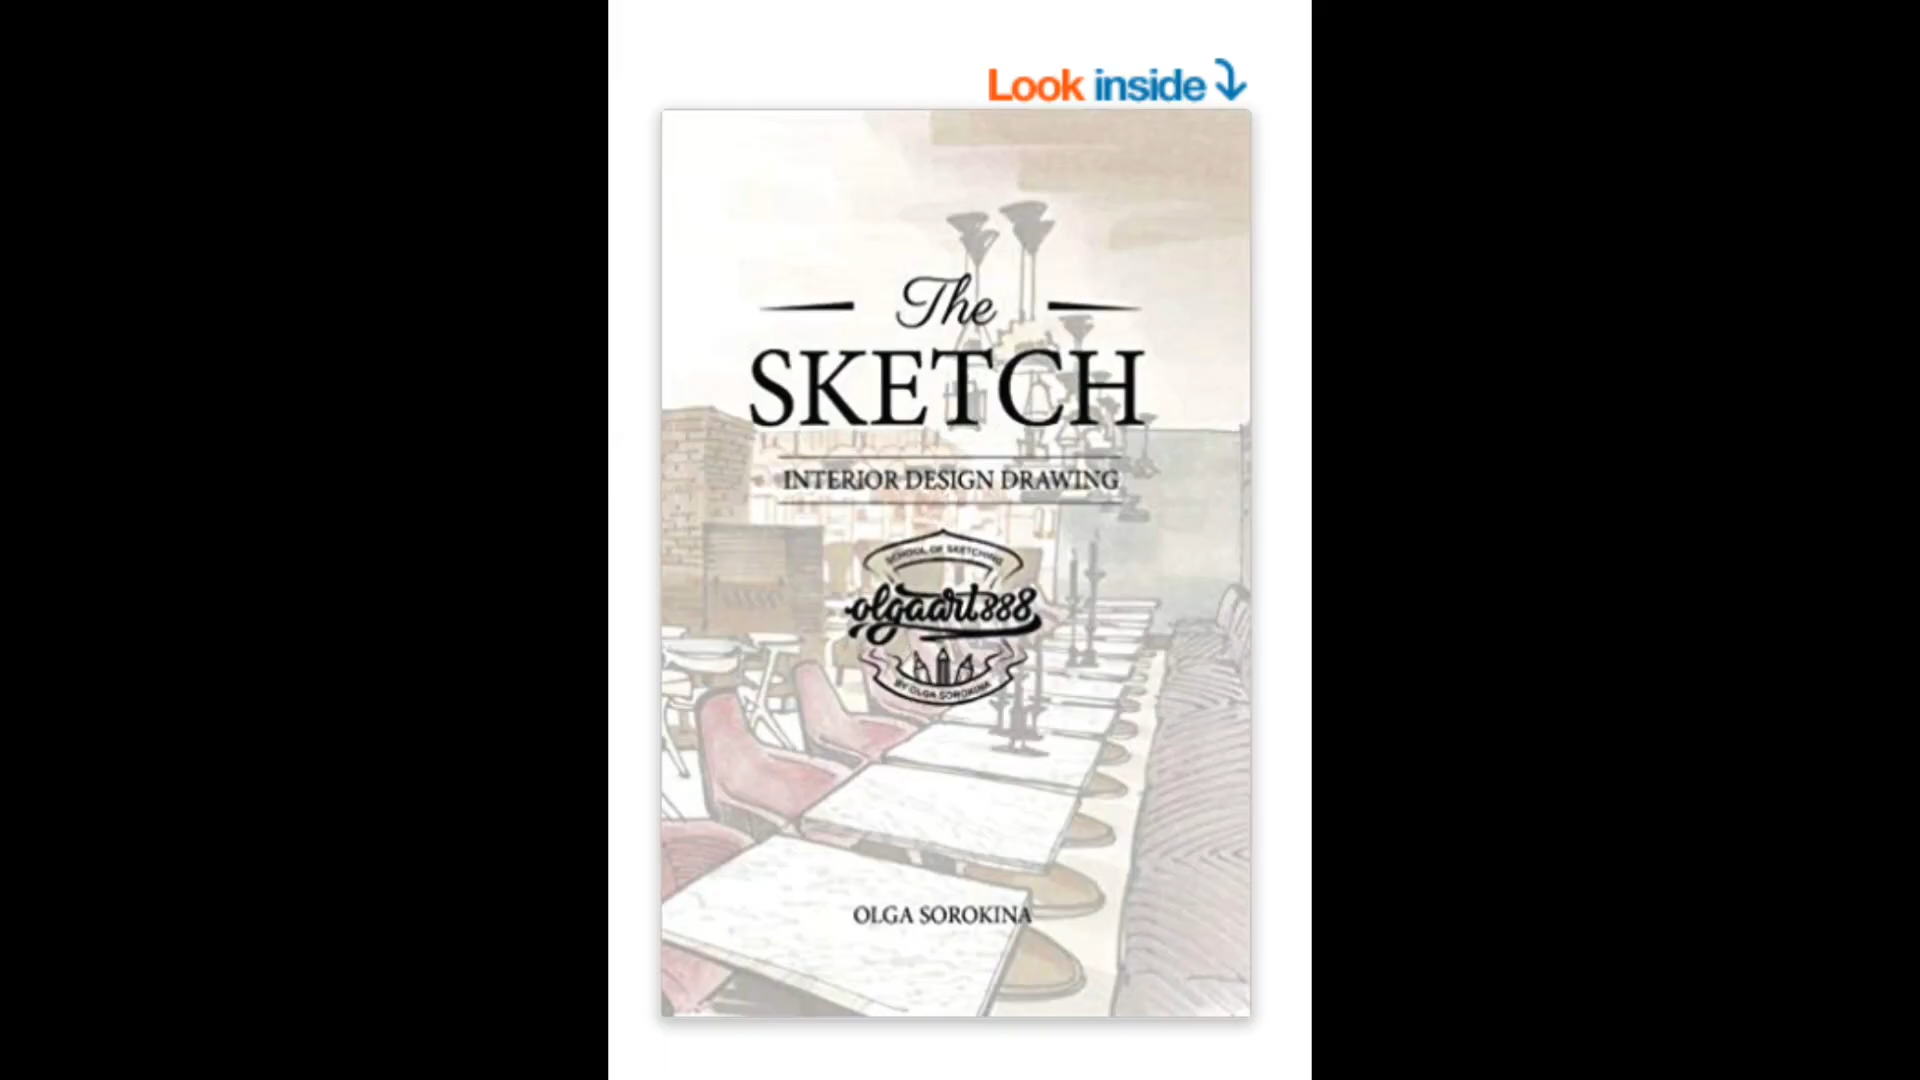 Look inside
The
SKETCH
INTERIOR DESIGN DRAWING
SCHOOL OF SKETCHING
olgaart888
BY OLGA SOROKINA
OLGA SOROKINA